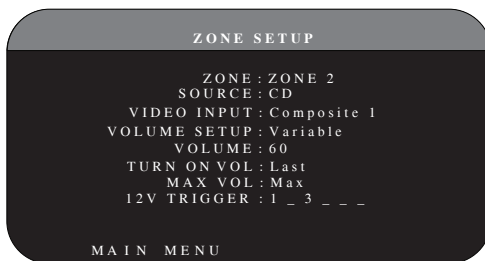 ZONE SETUP
ZONE : ZONE 2
SOURCE : CD
VIDEO INPUT : Composite 1
VOLUME SETUP : Variable
VOLUME : 60
TURN ON VOL : Last
MAX VOL : Max
12V TRIGGER : 1 _ 3 _ _ _
MAIN MENU